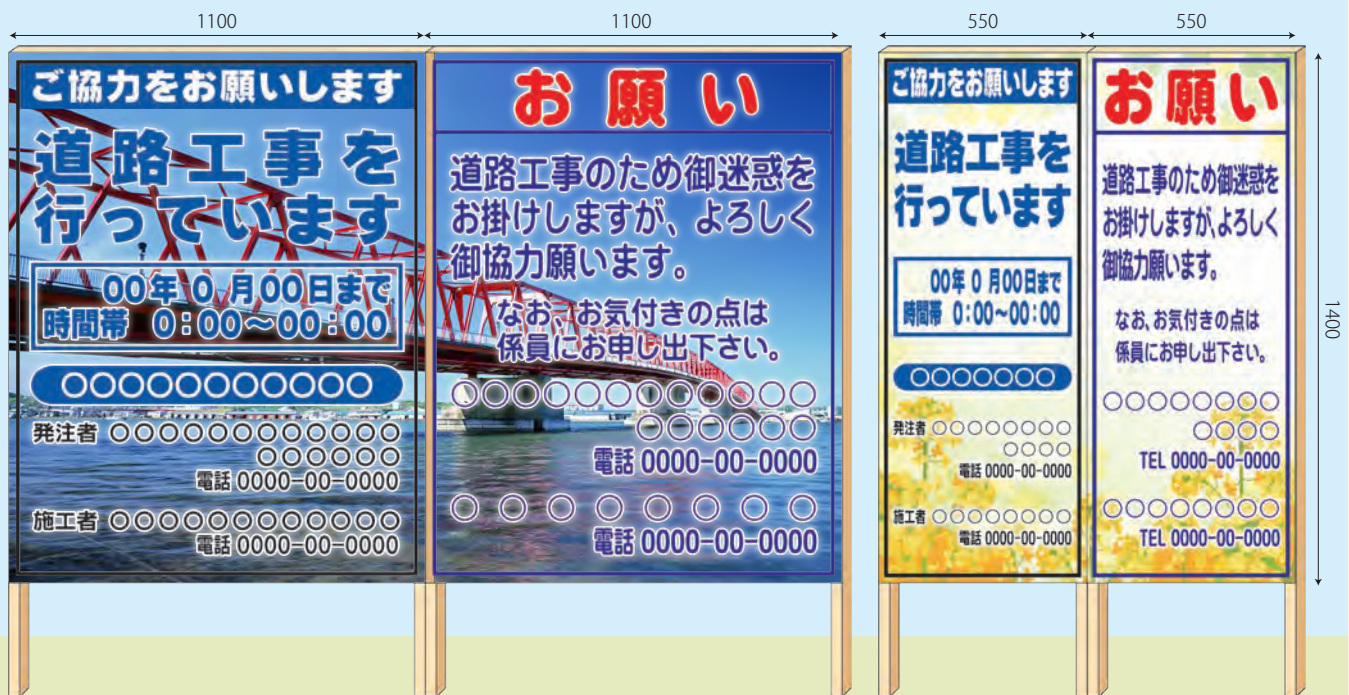 1100
1100
550
550
1400
ご協力をお願いします
道路工事を
行っています
00年 0 月00日まで
時間帯 0:00〜00:00
○○○○○○○○○○○
発注者 ○○○○○○○○○○○○
○○○○○○
電話 0000-00-0000
施工者 ○○○○○○○○○○○○
電話 0000-00-0000
お願い
道路工事のため御迷惑を
お掛けしますが、よろしく
御協力願います。
なお、お気付きの点は
係員にお申し出下さい。
○○○○○○○○○○○○
○○○○○○
電話 0000-00-0000
○○○○○○○○
電話 0000-00-0000
ご協力をお願いします
道路工事を
行っています
00年 0 月00日まで
時間帯 0:00〜00:00
○○○○○○○
発注者 ○○○○○○○○
○○○○
電話 0000-00-0000
施工者 ○○○○○○○○
電話 0000-00-0000
お願い
道路工事のため御迷惑を
お掛けしますが、よろしく
御協力願います。
なお、お気付きの点は
係員にお申し出下さい。
○○○○○○○○
○○○○
TEL 0000-00-0000
○○○○○○○○
TEL 0000-00-0000